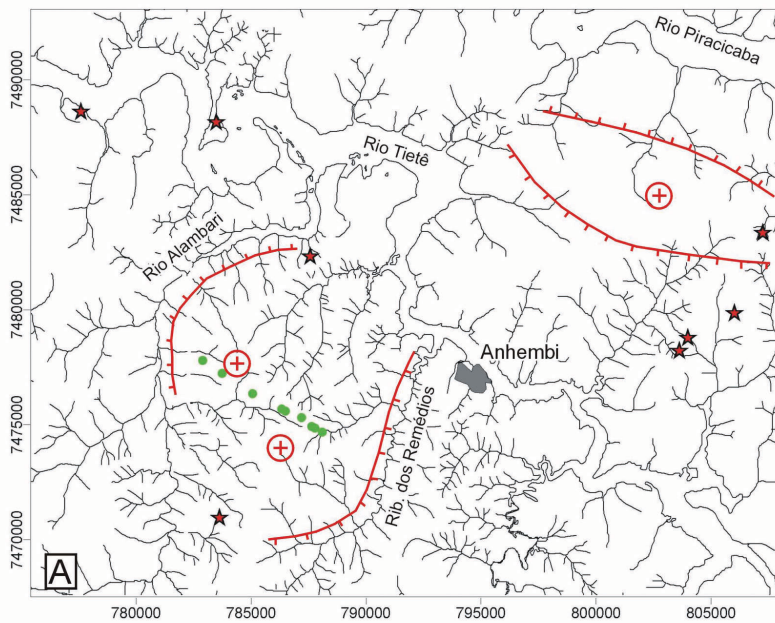 Rio Piracicaba
7490000
Rio Tietê
7485000
Rio Alambari
7480000
Anhembi
7475000
Rib. dos Remédios
7470000
A
780000 785000 790000 795000 800000 805000